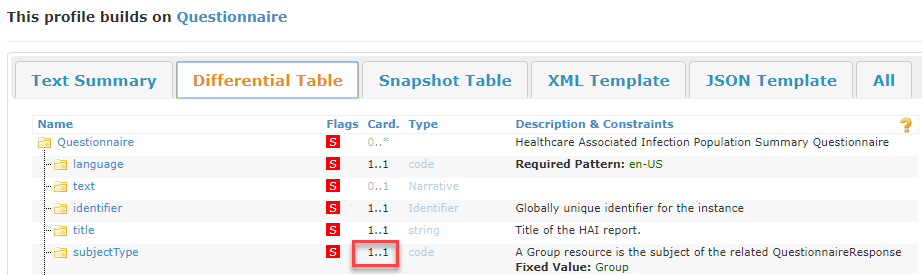 This profile builds on Questionnaire
Text Summary Differential Table Snapshot Table XML Template JSON Template All
Name Flags Card. Type Description & Constraints ?
Questionnaire S 0..* Healthcare Associated Infection Population Summary Questionnaire
language S 1..1 code Required Pattern: en-US
text S 0..1 Narrative
identifier S 1..1 Identifier Globally unique identifier for the instance
title S 1..1 string Title of the HAI report.
subjectType S 1..1 code A Group resource is the subject of the related QuestionnaireResponse
Fixed Value: Group